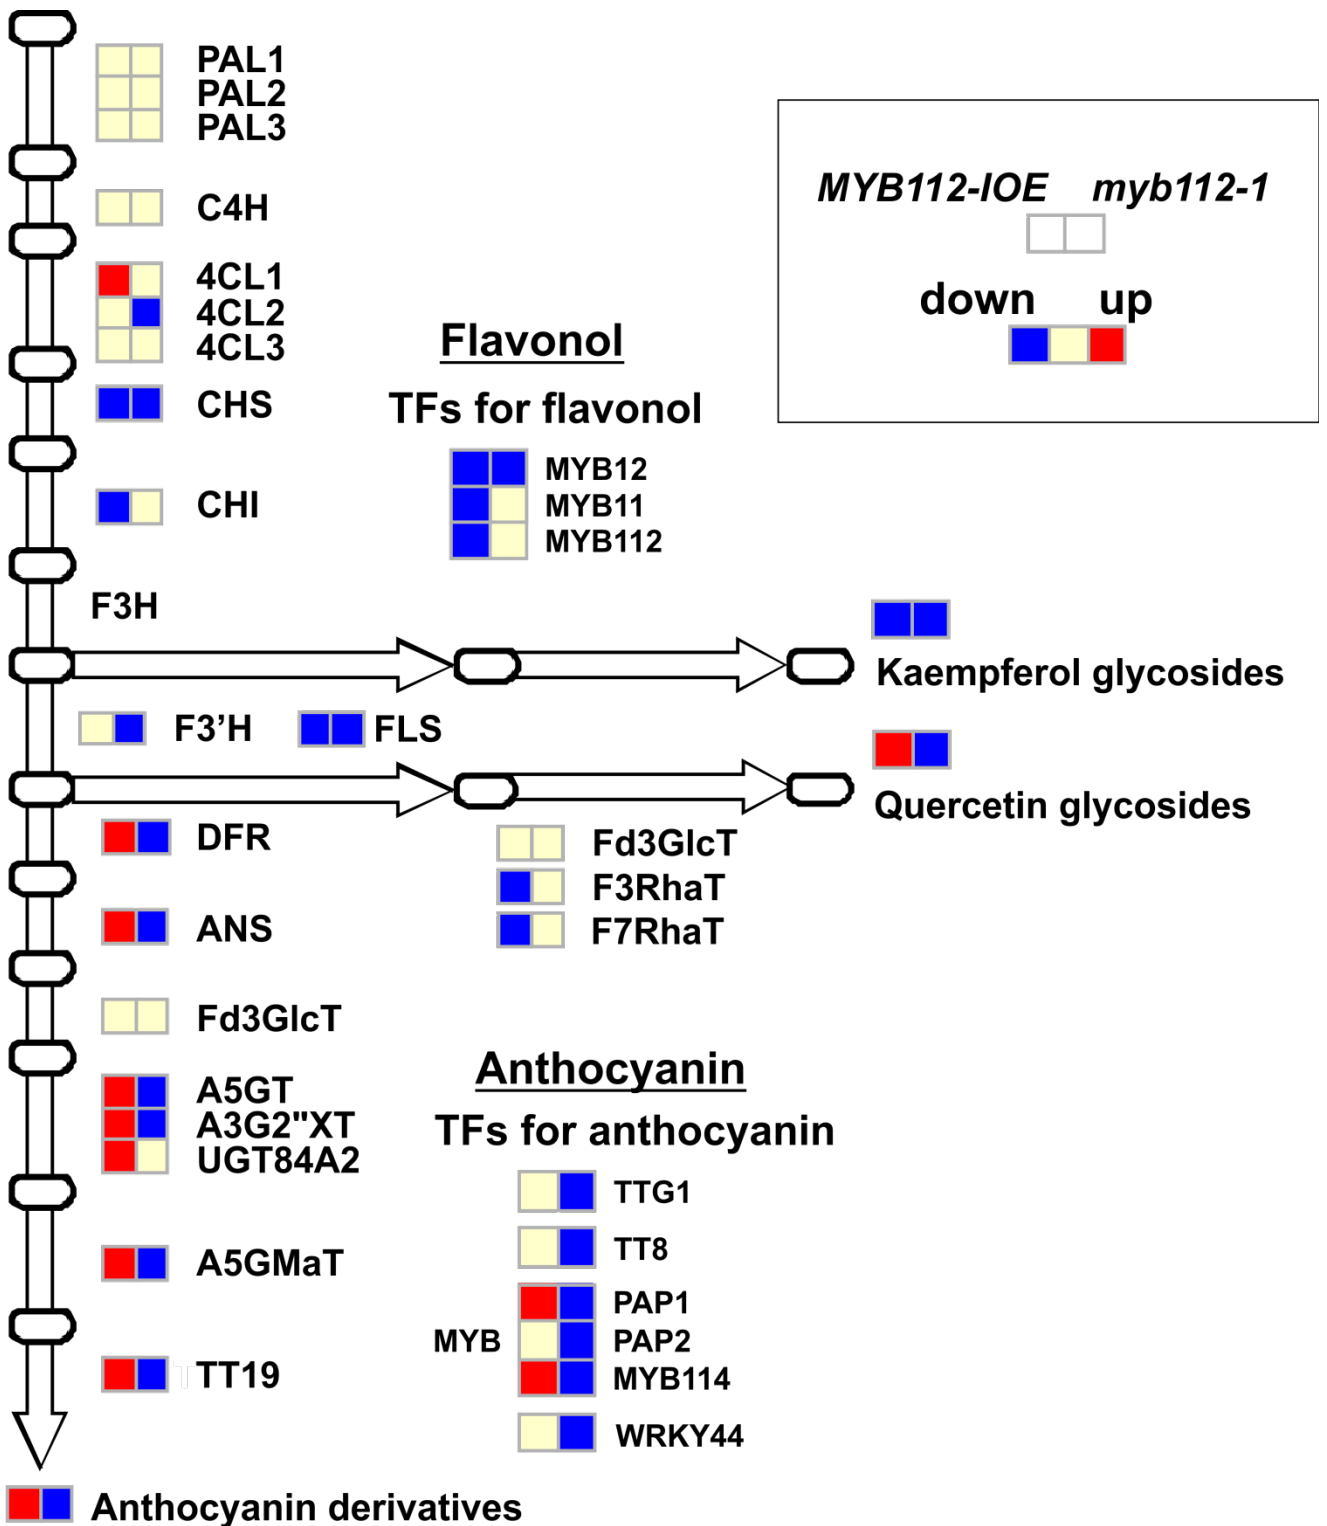 PAL1
PAL2
PAL3
MYB112-IOE myb112-1
C4H
down up
4CL1
4CL2
4CL3
Flavonol
CHS
TFs for flavonol
MYB12
CHI
MYB11
MYB112
F3H
Kaempferol glycosides
F3’H FLS
Quercetin glycosides
DFR
Fd3GlcT
F3RhaT
ANS
F7RhaT
Fd3GlcT
Anthocyanin
A5GT
A3G2"XT
TFs for anthocyanin
UGT84A2
TTG1
TT8
A5GMaT
PAP1
MYB PAP2
TT19
MYB114
WRKY44
Anthocyanin derivatives